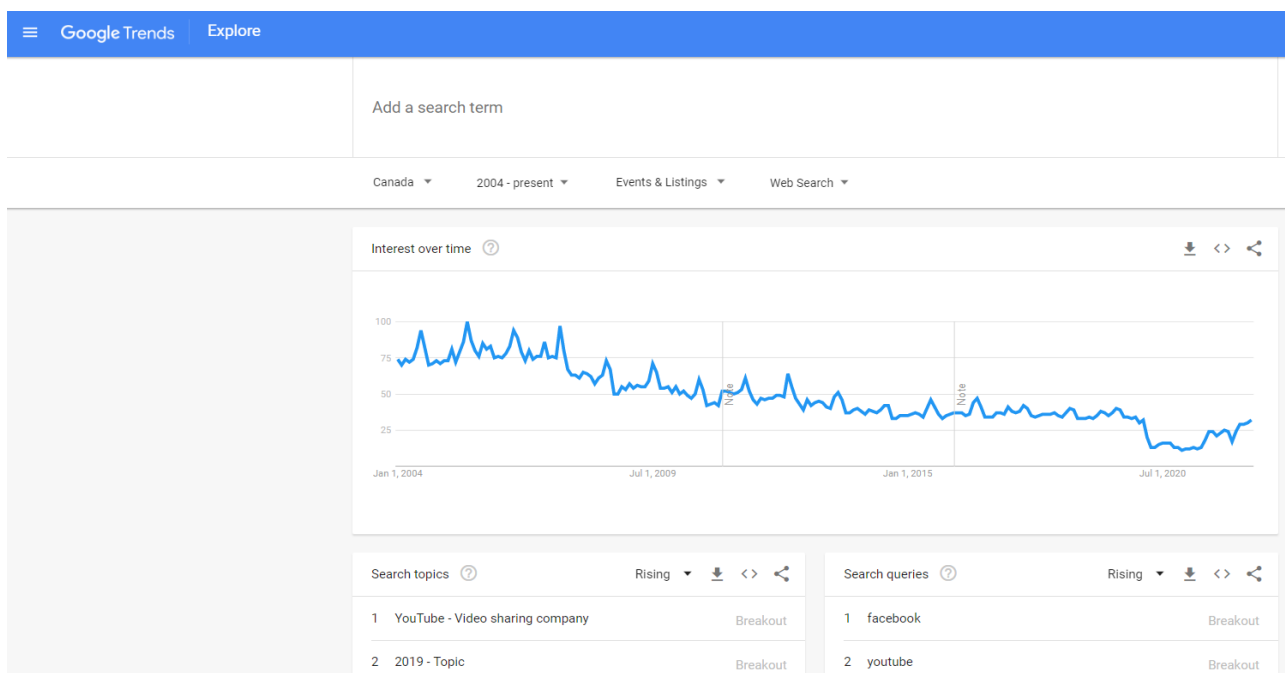 Google Trends Explore
Add a search term
Canada 2004 - present Events & Listings Web Search
Interest over time ?
100
75
50
25
Note
Note
Jan 1, 2004 Jul 1, 2009 Jan 1, 2015 Jul 1, 2020
Search topics ? Rising
1 YouTube - Video sharing company Breakout
2 2019 - Topic Breakout
Search queries ? Rising
1 facebook Breakout
2 youtube Breakout